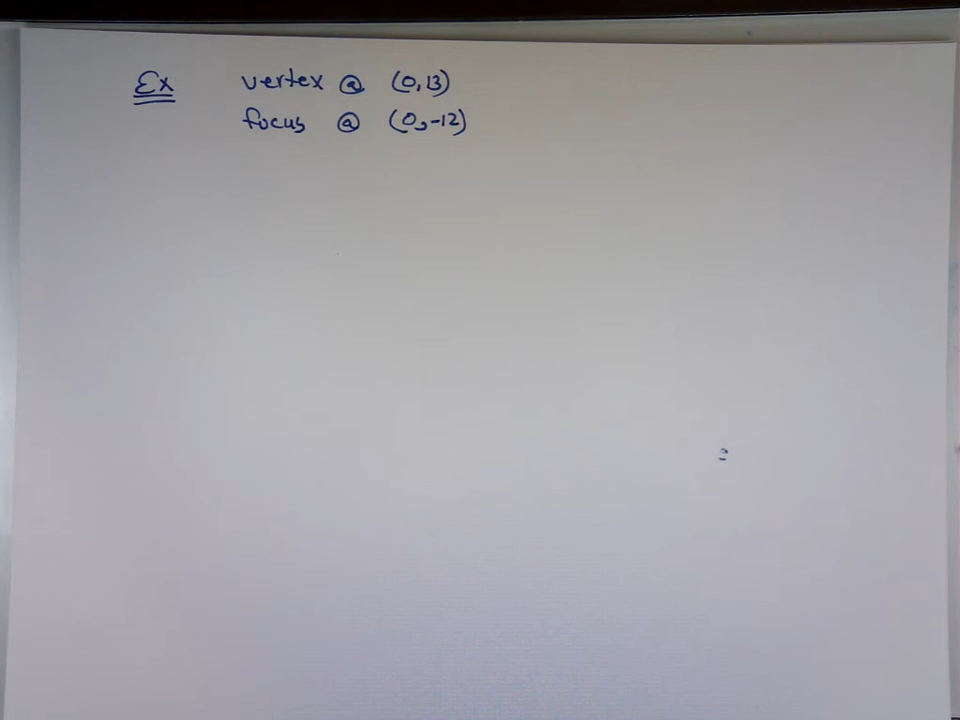 Ex vertex @ (0,13)
focus @ (0,-12)
=